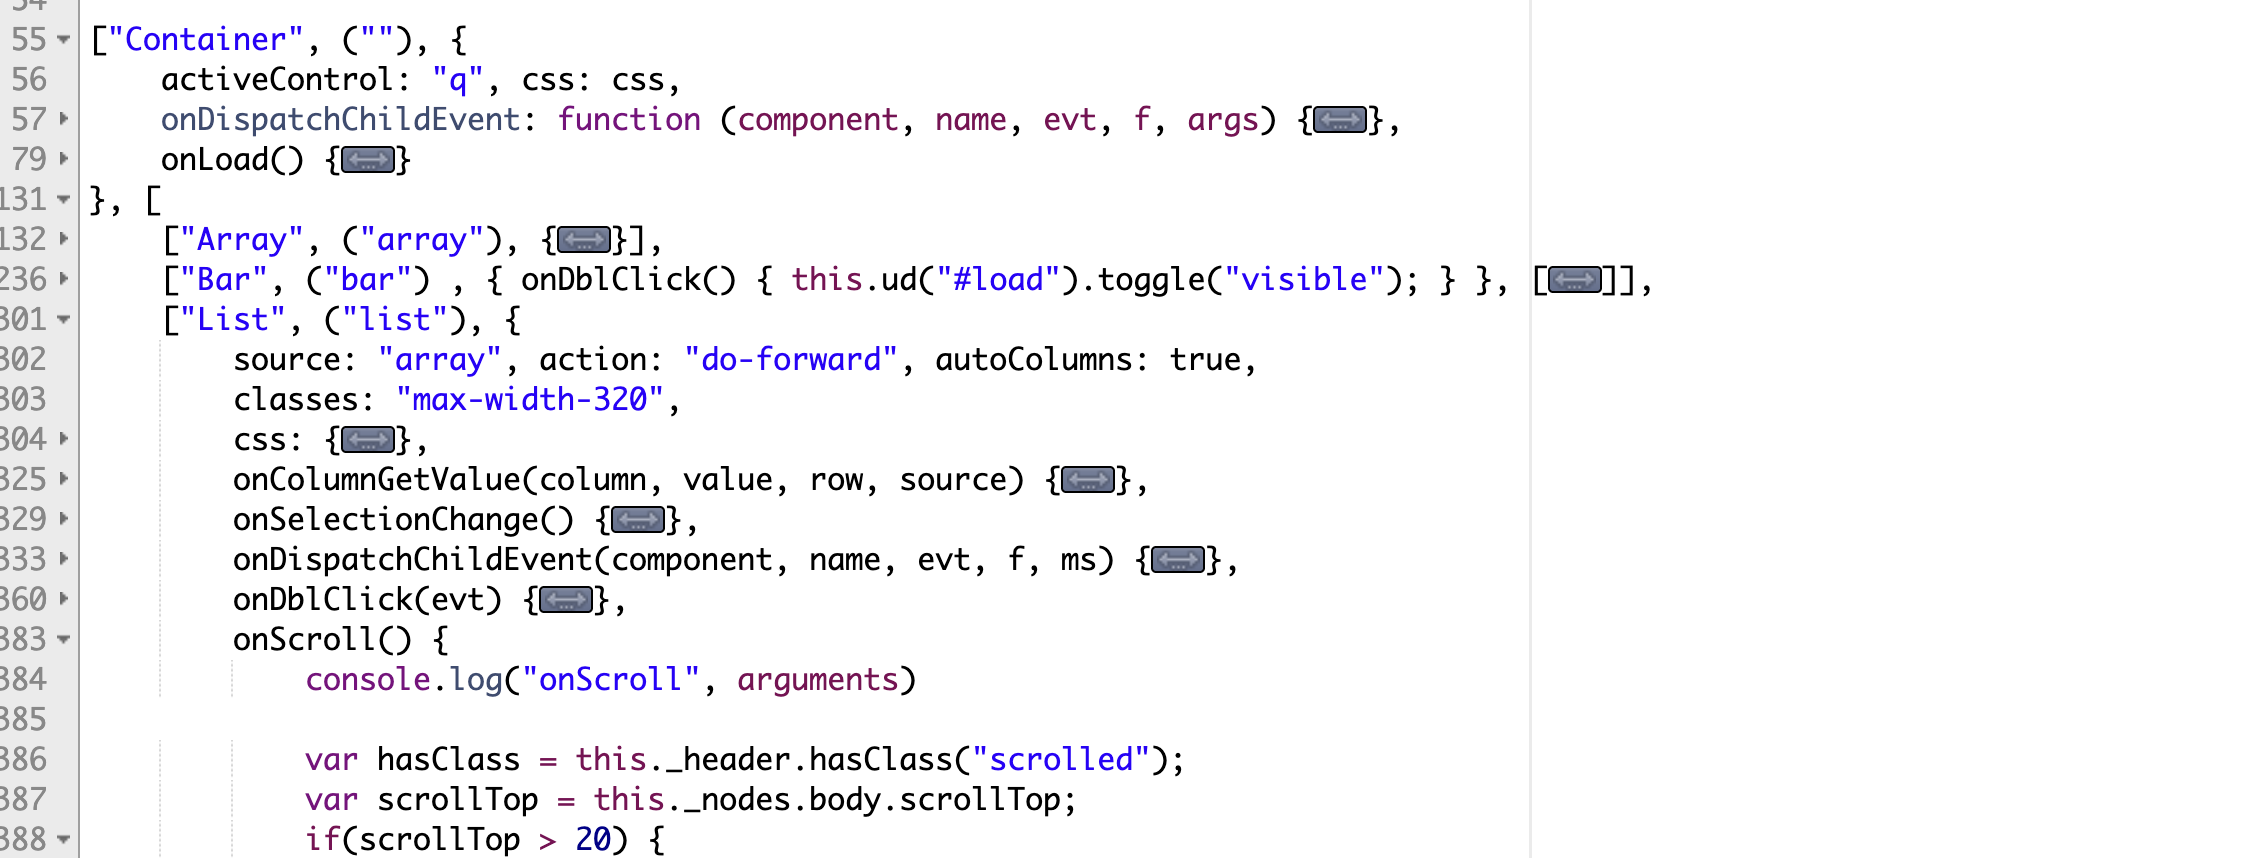 54
55 ["Container", (""), {
56 activeControl: "q", css: css,
57 onDispatchChildEvent: function (component, name, evt, f, args) {...},
79 onLoad() {...}
131 }, [
132 ["Array", ("array"), {...}],
236 ["Bar", ("bar") , { onDblClick() { this.ud("#load").toggle("visible"); } }, [...]],
301 ["List", ("list"), {
302 source: "array", action: "do-forward", autoColumns: true,
303 classes: "max-width-320",
304 css: {...},
325 onColumnGetValue(column, value, row, source) {...},
329 onSelectionChange() {...},
333 onDispatchChildEvent(component, name, evt, f, ms) {...},
360 onDblClick(evt) {...},
383 onScroll() {
384 console.log("onScroll", arguments)
385
386 var hasClass = this._header.hasClass("scrolled");
387 var scrollTop = this._nodes.body.scrollTop;
388 if(scrollTop > 20) {